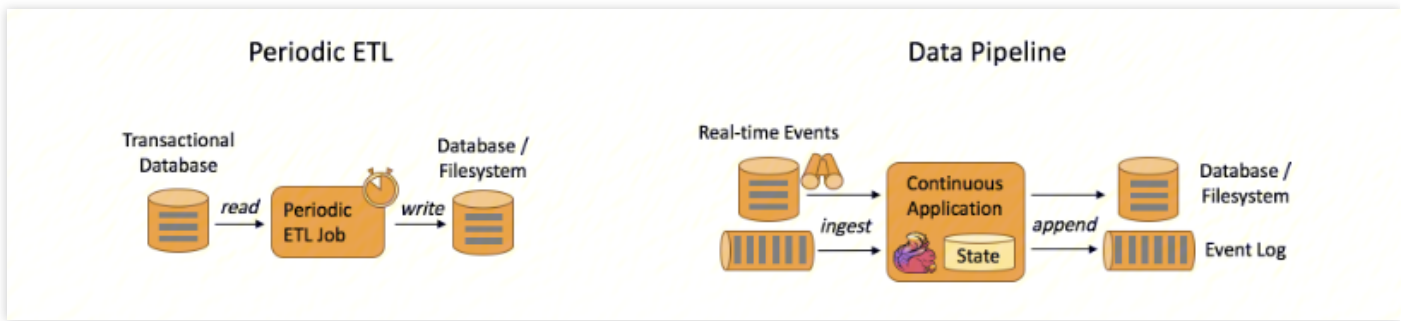 Periodic ETL
Transactional
Database
read
Periodic
ETL Job
write
Database /
Filesystem
Data Pipeline
Real-time Events
ingest
Continuous
Application
State
append
Database /
Filesystem
Event Log